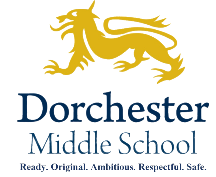 Dorchester
Middle School
Ready. Original. Ambitious. Respectful. Safe.